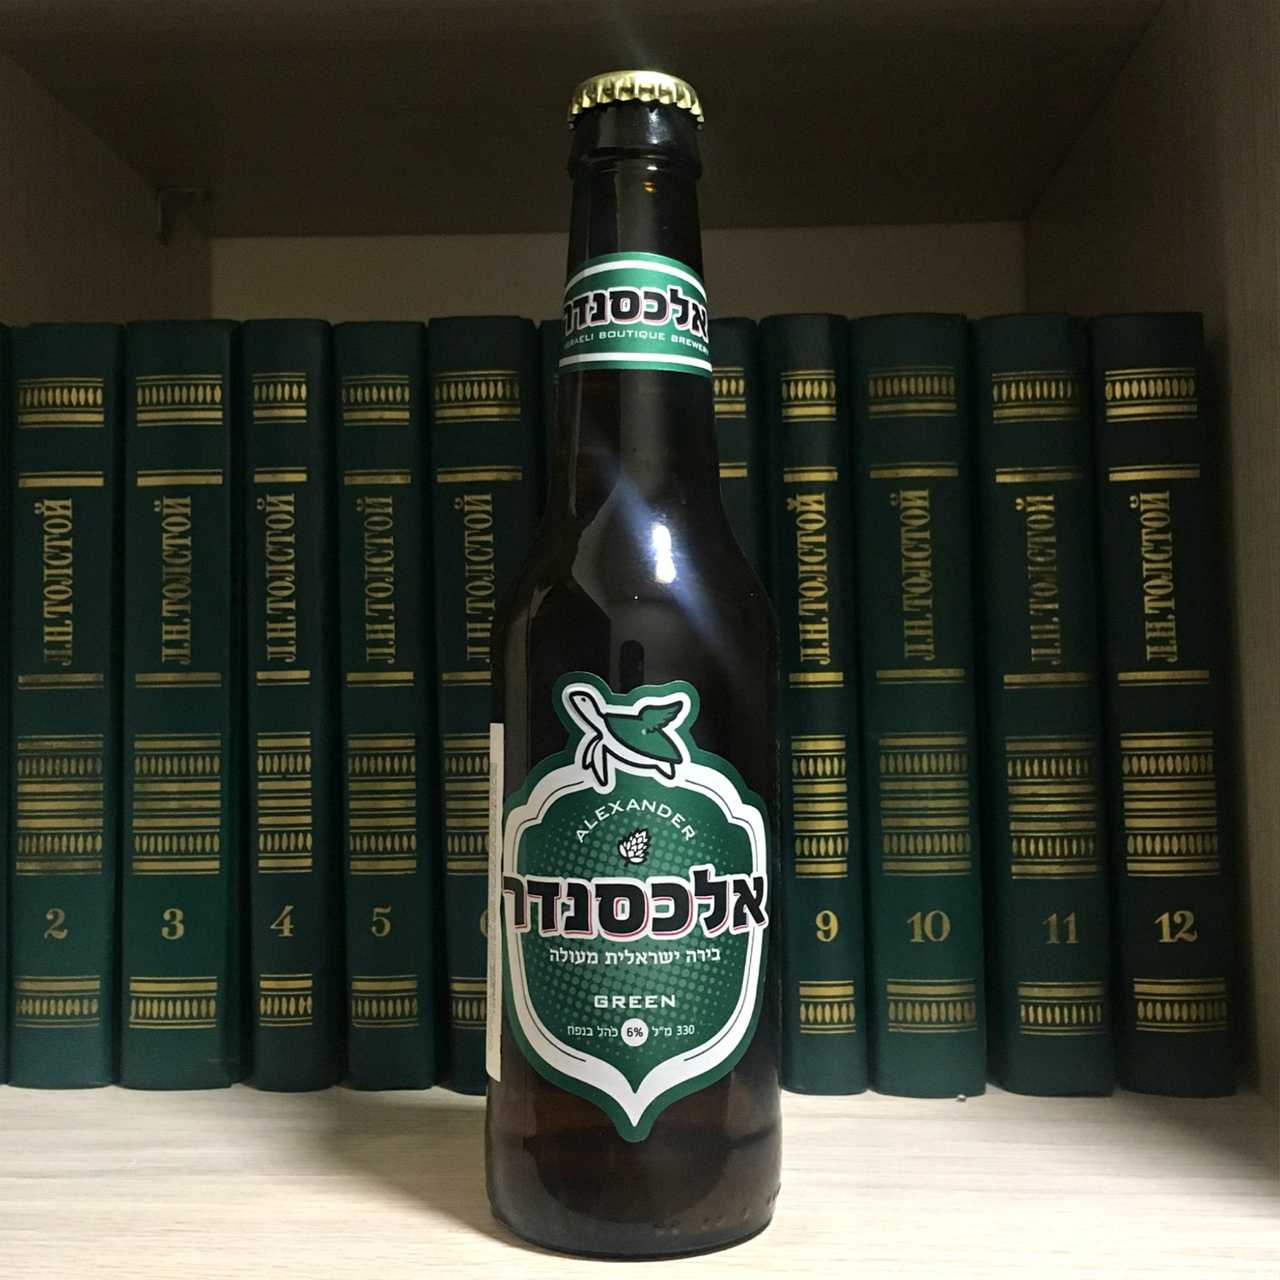 אלכסנדר
ISRAELI BOUTIQUE BREWERY
Л.Н.ТОЛСТОЙ
Л.Н.ТОЛСТОЙ
Л.Н.ТОЛСТОЙ
Л.Н.ТОЛСТОЙ
Л.Н.ТОЛСТОЙ
Л.Н.ТОЛСТОЙ
Л.Н.ТОЛСТОЙ
Л.Н.ТОЛСТОЙ
Л.Н.ТОЛСТОЙ
ALEXANDER
אלכסנדר
בירה ישראלית מעולה
GREEN
330 מ"ל 6% כהל בנפח
2
3
4
5
6
9
10
11
12